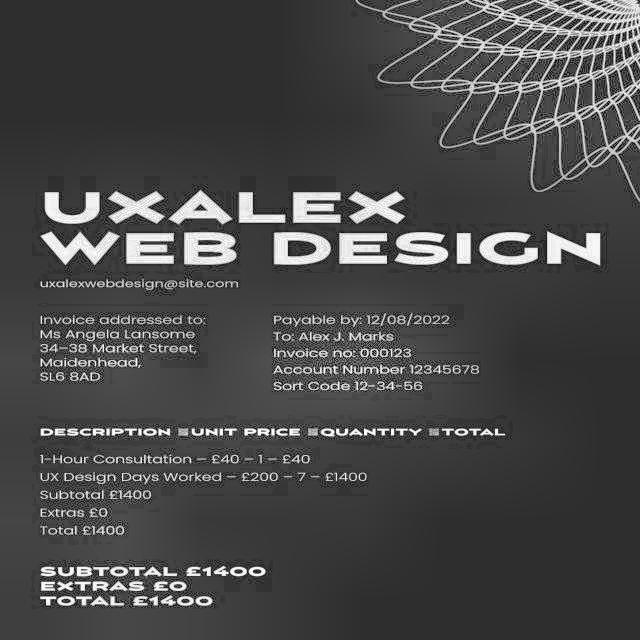 UXALEX
WEB DESIGN
uxalexwebdesign@site.com
Invoice addressed to:
Ms Angela Lansome
34–38 Market Street,
Maidenhead,
SL6 8AD
Payable by: 12/08/2022
To: Alex J. Marks
Invoice no: 000123
Account Number 12345678
Sort Code 12-34-56
DESCRIPTION UNIT PRICE QUANTITY TOTAL
1-Hour Consultation – £40 – 1 – £40
UX Design Days Worked – £200 – 7 – £1400
Subtotal £1400
Extras £0
Total £1400
SUBTOTAL £1400
EXTRAS £0
TOTAL £1400